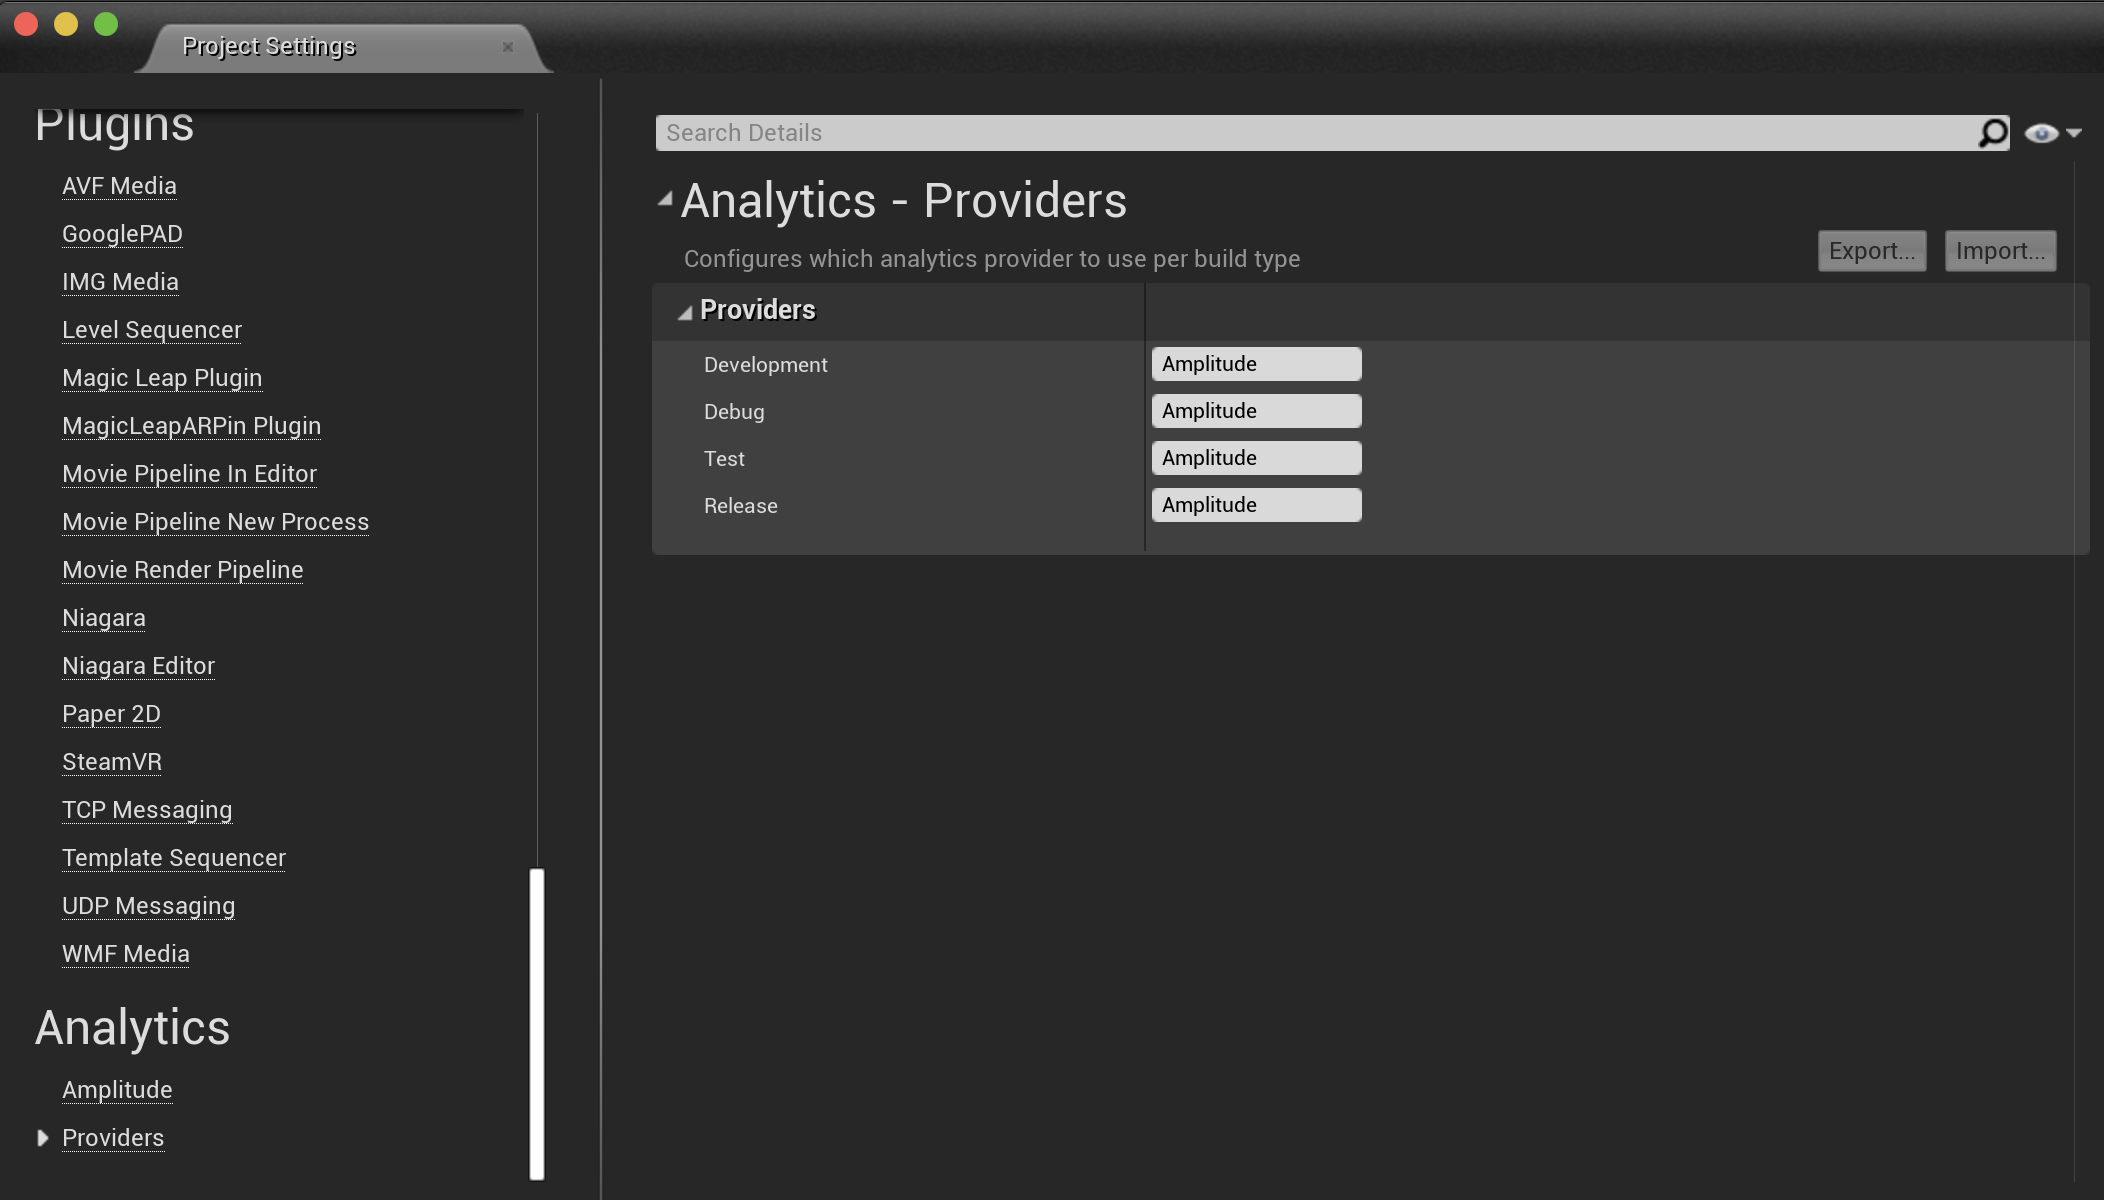 Project Settings
Plugins
AVF Media
GooglePAD
IMG Media
Level Sequencer
Magic Leap Plugin
MagicLeapARPin Plugin
Movie Pipeline In Editor
Movie Pipeline New Process
Movie Render Pipeline
Niagara
Niagara Editor
Paper 2D
SteamVR
TCP Messaging
Template Sequencer
UDP Messaging
WMF Media
Analytics
Amplitude
Providers
Search Details
Analytics - Providers
Configures which analytics provider to use per build type
Export...
Import...
Providers
Development
Amplitude
Debug
Amplitude
Test
Amplitude
Release
Amplitude